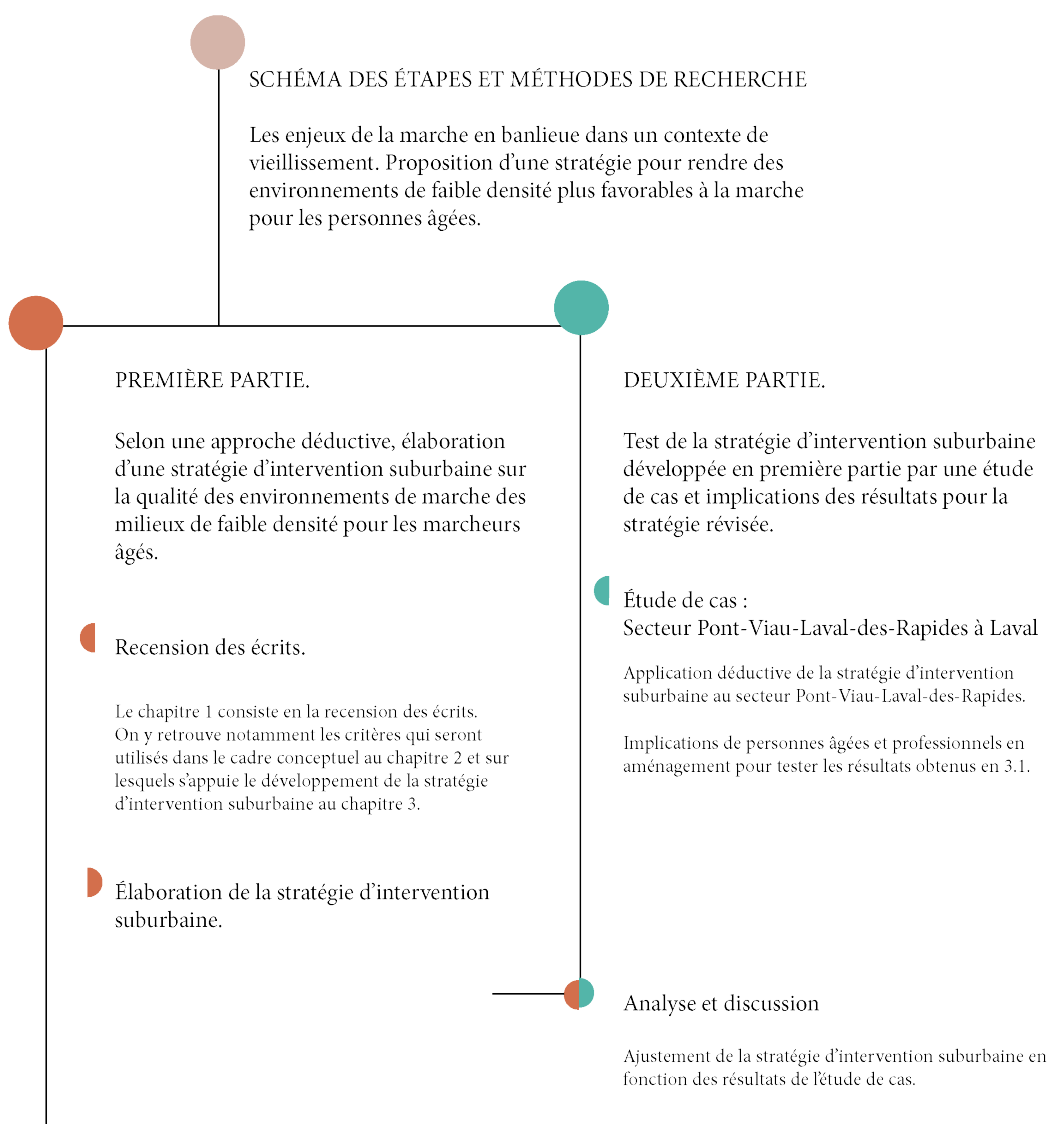 SCHÉMA DES ÉTAPES ET MÉTHODES DE RECHERCHE
Les enjeux de la marche en banlieue dans un contexte de
vieillissement. Proposition d'une stratégie pour rendre des
environnements de faible densité plus favorables à la marche
pour les personnes âgées.
PREMIÈRE PARTIE.
Selon une approche déductive, élaboration
d'une stratégie d'intervention suburbaine sur
la qualité des environnements de marche des
milieux de faible densité pour les marcheurs
âgés.
Recension des écrits.
Le chapitre 1 consiste en la recension des écrits.
On y retrouve notamment les critères qui seront
utilisés dans le cadre conceptuel au chapitre 2 et sur
lesquels s'appuie le développement de la stratégie
d'intervention suburbaine au chapitre 3.
Élaboration de la stratégie d'intervention
suburbaine.
DEUXIÈME PARTIE.
Test de la stratégie d'intervention suburbaine
développée en première partie par une étude
de cas et implications des résultats pour la
stratégie révisée.
Étude de cas :
Secteur Pont-Viau-Laval-des-Rapides à Laval
Application déductive de la stratégie d'intervention
suburbaine au secteur Pont-Viau-Laval-des-Rapides.
Implications de personnes âgées et professionnels en
aménagement pour tester les résultats obtenus en 3.1.
Analyse et discussion
Ajustement de la stratégie d'intervention suburbaine en
fonction des résultats de l'étude de cas.